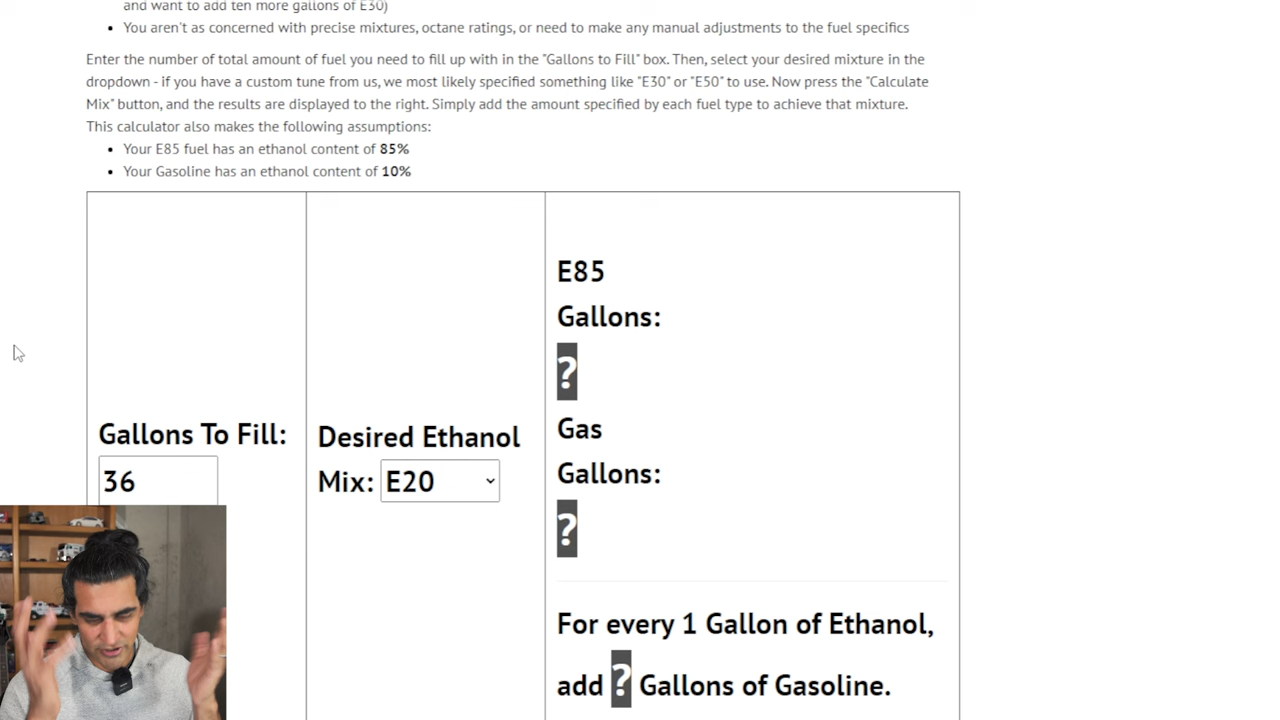 and want to add ten more gallons of E30)
• You aren't as concerned with precise mixtures, octane ratings, or need to make any manual adjustments to the fuel specifics
Enter the number of total amount of fuel you need to fill up with in the "Gallons to Fill" box. Then, select your desired mixture in the
dropdown - if you have a custom tune from us, we most likely specified something like "E30" or "E50" to use. Now press the "Calculate
Mix" button, and the results are displayed to the right. Simply add the amount specified by each fuel type to achieve that mixture.
This calculator also makes the following assumptions:
• Your E85 fuel has an ethanol content of 85%
• Your Gasoline has an ethanol content of 10%
Gallons To Fill:
36
Desired Ethanol
Mix: E20
E85
Gallons:
?
Gas
Gallons:
?
For every 1 Gallon of Ethanol,
add ? Gallons of Gasoline.